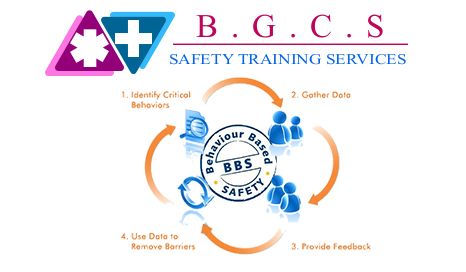 B . G . C . S
SAFETY TRAINING SERVICES
1. Identify Critical
Behaviors
2. Gather Data
Behaviour Based
BBS
SAFETY
4. Use Data to
Remove Barriers
3. Provide Feedback